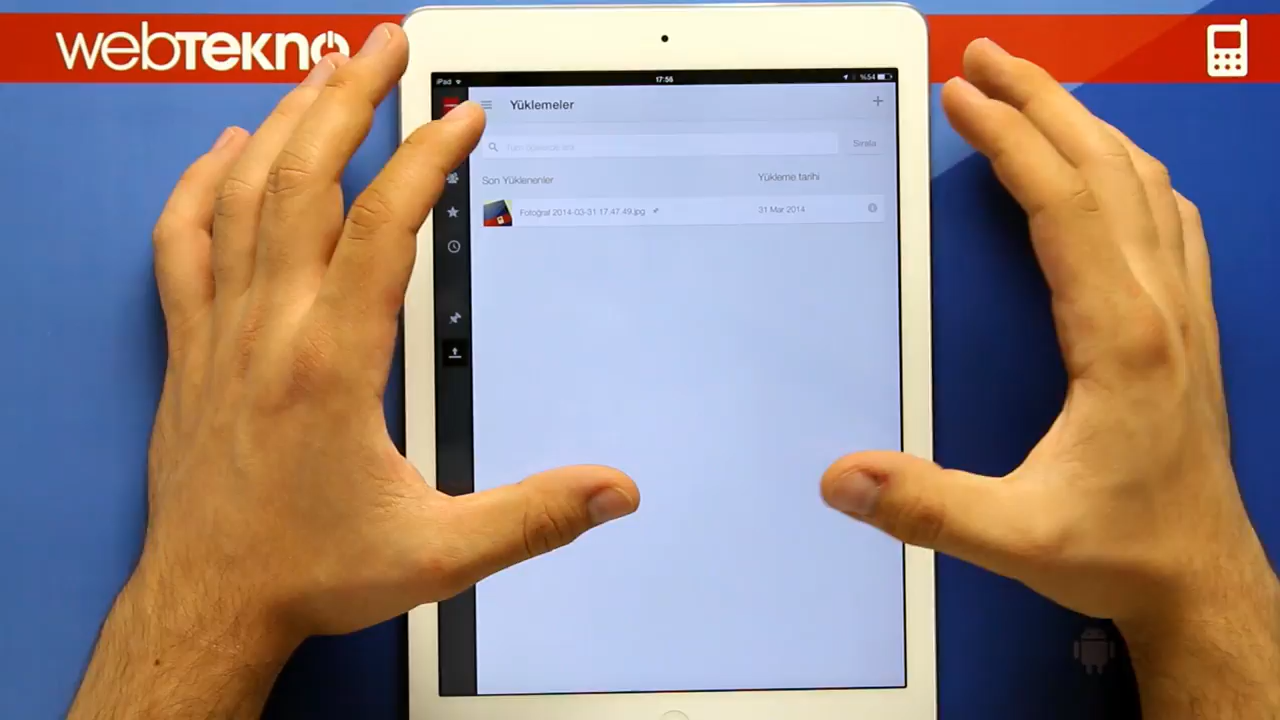 webTEKNO
iPad 17:56 %54
Yüklemeler
Sırala
Son Yüklenenler Yükleme tarihi
Fotoğraf 2014-03-31 17.47.49.jpg 31 Mar 2014